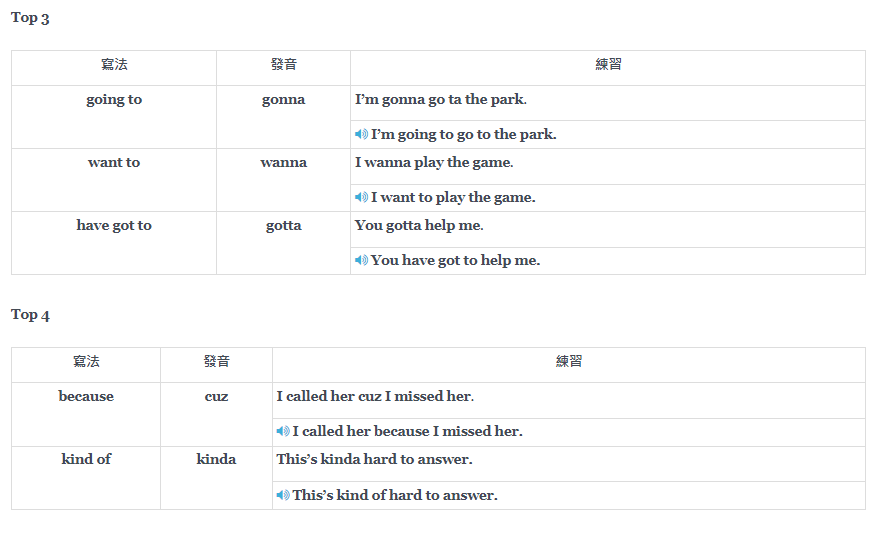 Top 3
寫法 發音 練習
going to gonna I'm gonna go ta the park.
I'm going to go to the park.
want to wanna I wanna play the game.
I want to play the game.
have got to gotta You gotta help me.
You have got to help me.
Top 4
寫法 發音 練習
because cuz I called her cuz I missed her.
I called her because I missed her.
kind of kinda This's kinda hard to answer.
This's kind of hard to answer.